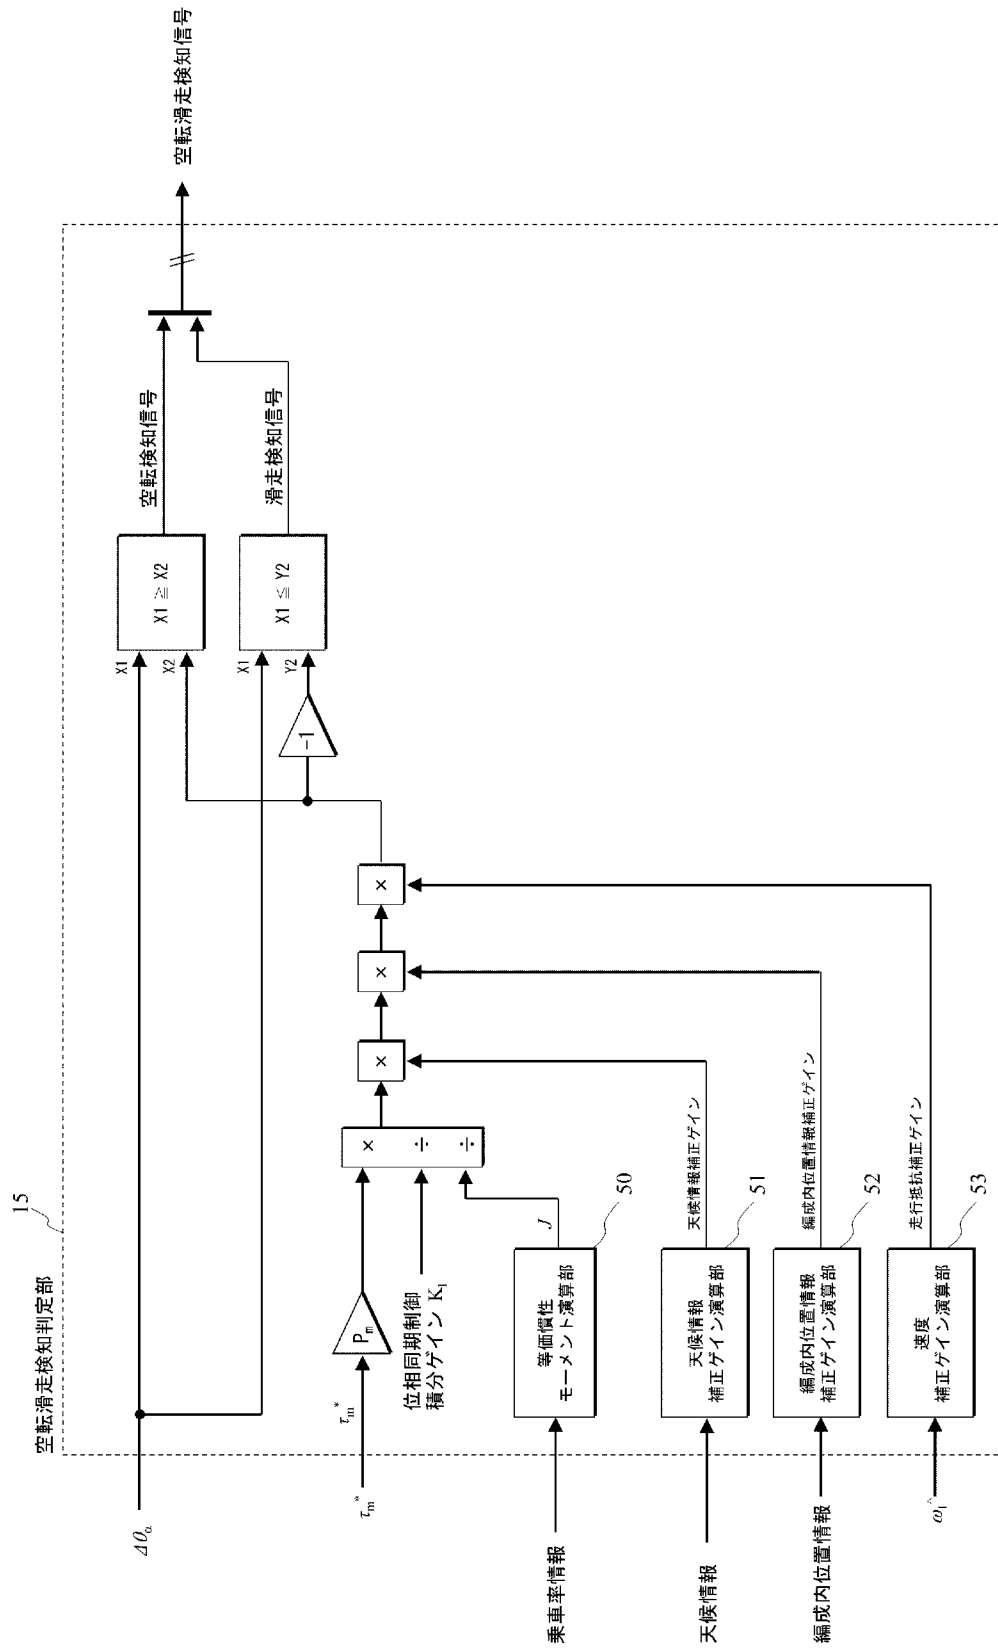 空転滑走検知判定部
15
Δθα
τm*
τm*
Pm
位相同期制御
積分ゲイン KI
乗車率情報
等価慣性
モーメント演算部
50
J
天候情報
天候情報
補正ゲイン演算部
51
天候情報補正ゲイン
編成内位置情報
編成内位置情報
補正ゲイン演算部
52
編成内位置情報補正ゲイン
ω1^
速度
補正ゲイン演算部
53
走行抵抗補正ゲイン
×
÷
÷
×
×
×
-1
X1
X2
X1 ≧ X2
空転検知信号
X1
Y2
X1 ≦ Y2
滑走検知信号
空転滑走検知信号